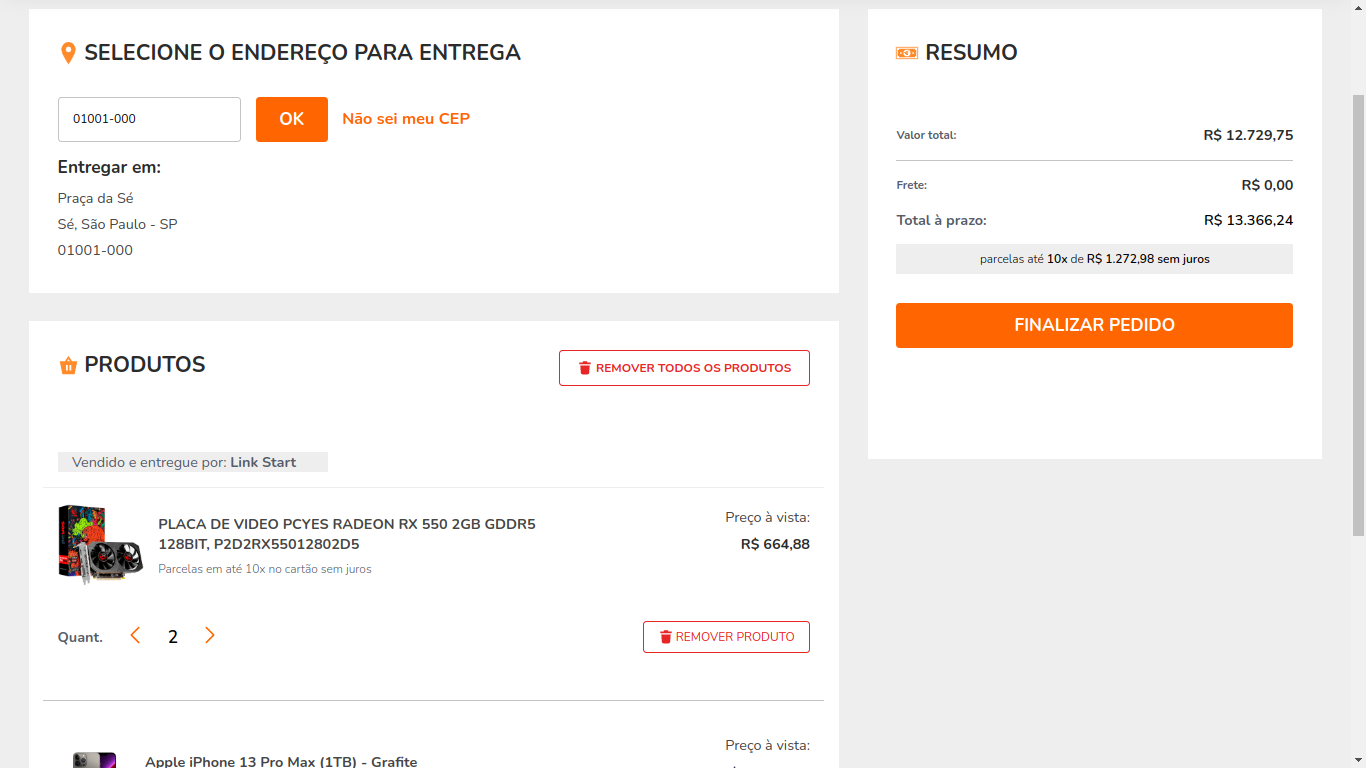 SELECIONE O ENDEREÇO PARA ENTREGA
01001-000
OK
Não sei meu CEP
Entregar em:
Praça da Sé
Sé, São Paulo - SP
01001-000
PRODUTOS
REMOVER TODOS OS PRODUTOS
Vendido e entregue por: Link Start
PLACA DE VIDEO PCYES RADEON RX 550 2GB GDDR5
128BIT, P2D2RX55012802D5
Parcelas em até 10x no cartão sem juros
Preço à vista:
R$ 664,88
Quant.
2
REMOVER PRODUTO
Apple iPhone 13 Pro Max (1TB) - Grafite
Preço à vista:
RESUMO
Valor total:
R$ 12.729,75
Frete:
R$ 0,00
Total à prazo:
R$ 13.366,24
parcelas até 10x de R$ 1.272,98 sem juros
FINALIZAR PEDIDO